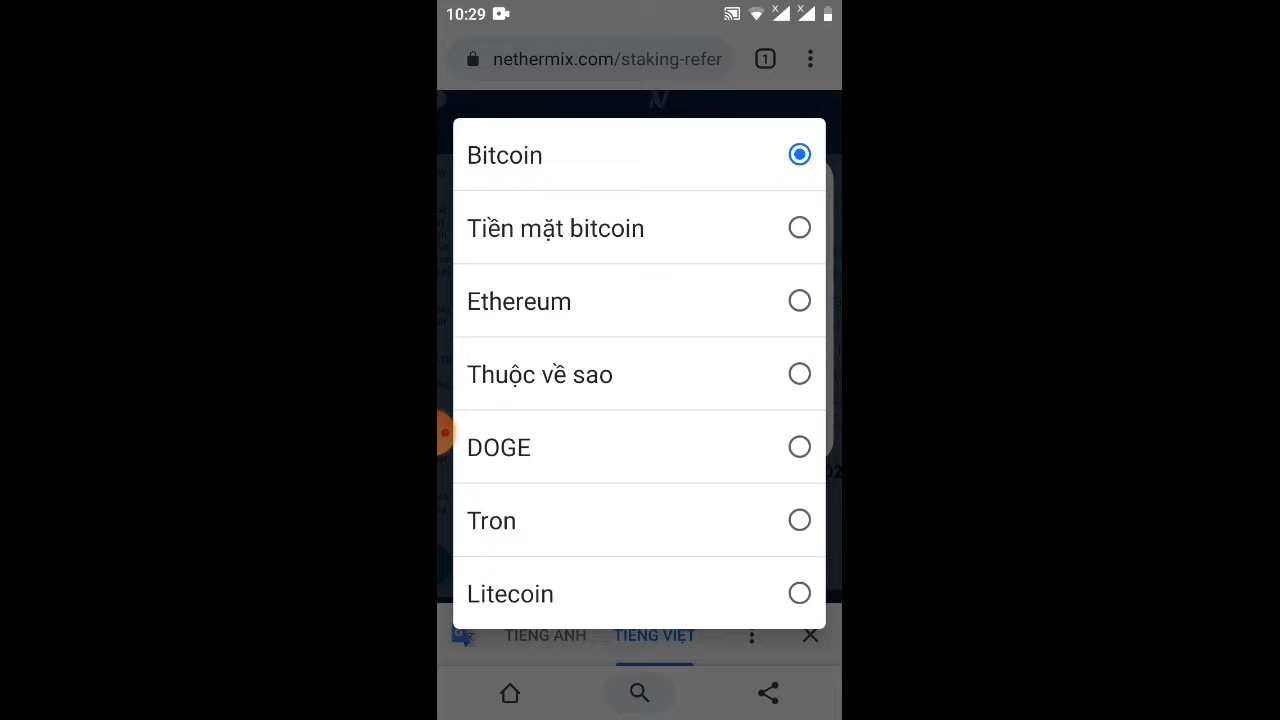 10:29
nethermix.com/staking-refer
1
Bitcoin
Tiền mặt bitcoin
Ethereum
Thuộc về sao
DOGE
Tron
Litecoin
TIẾNG ANH TIẾNG VIỆT